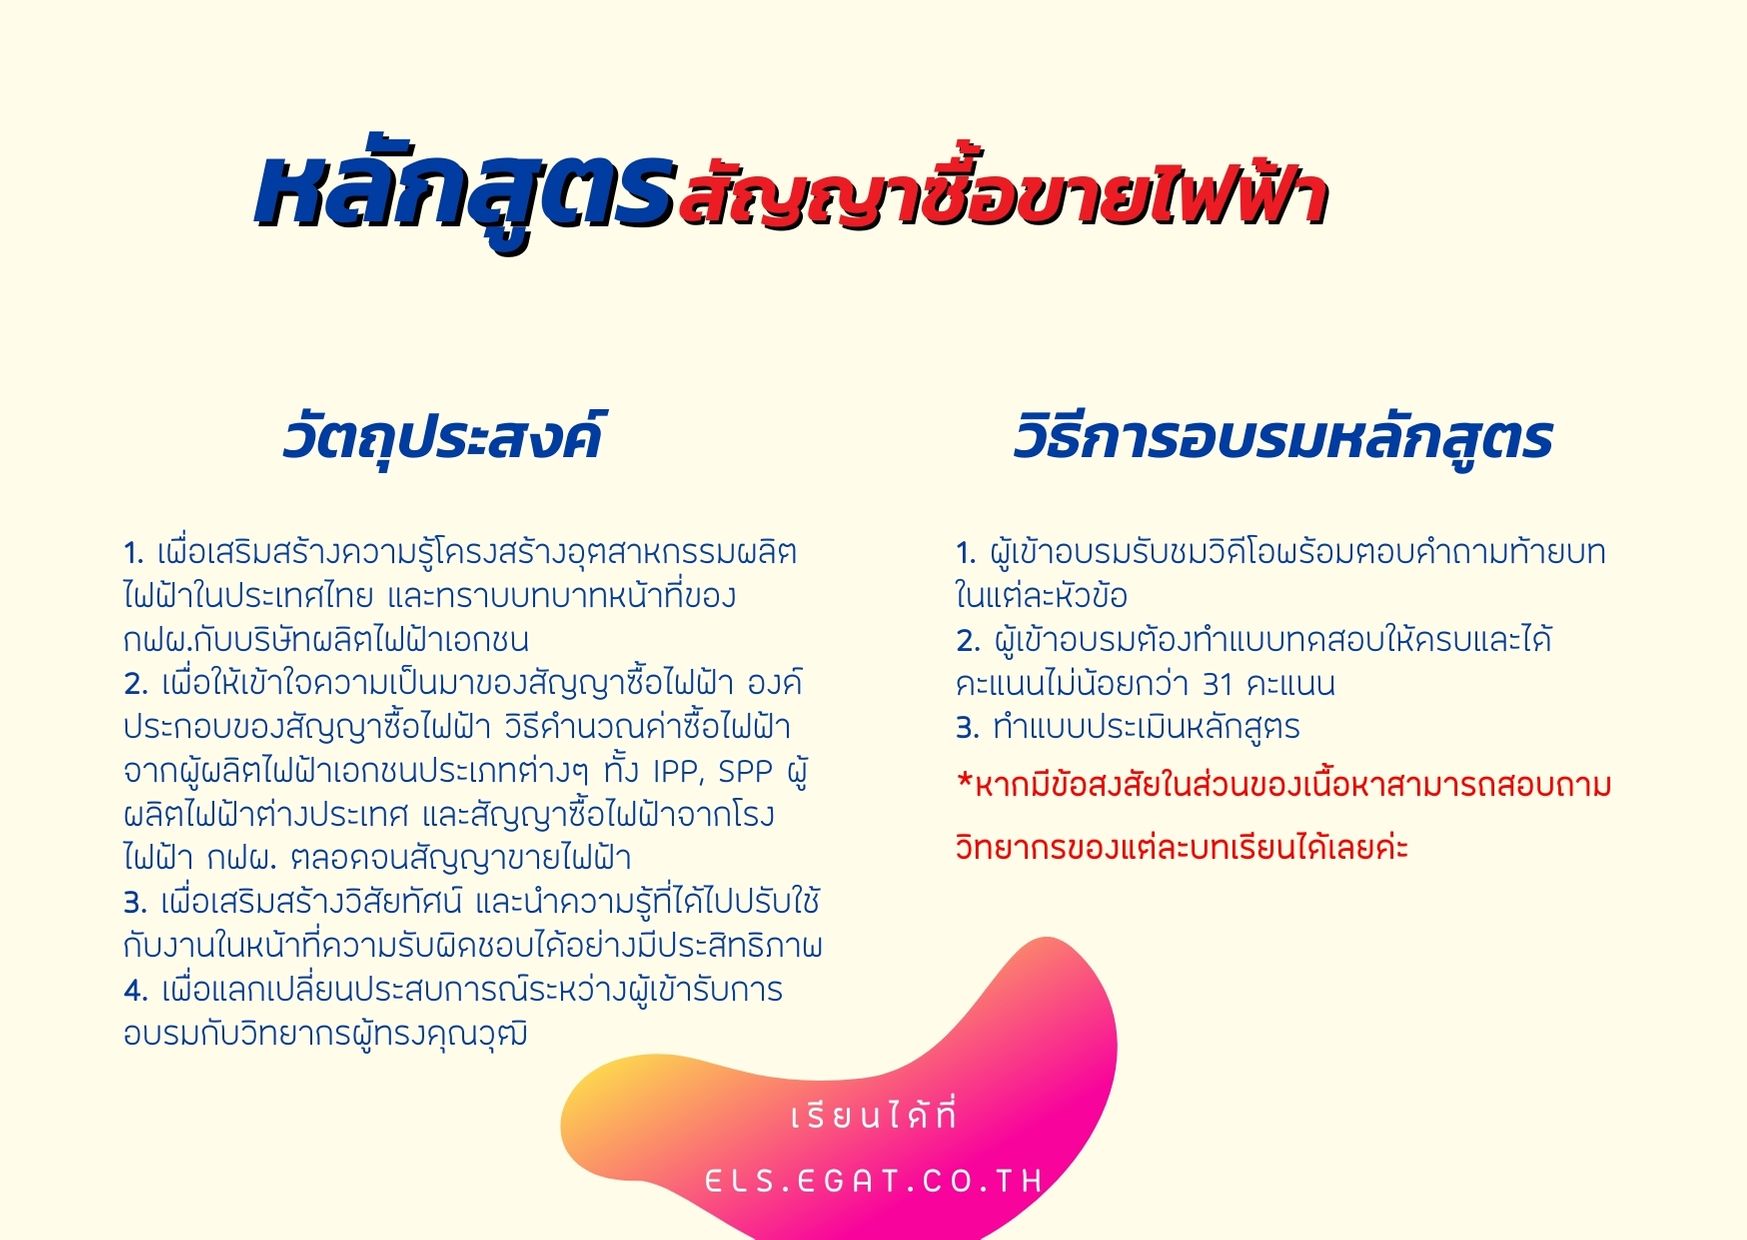 หลักสูตร สัญญาซื้อขายไฟฟ้า
วัตถุประสงค์
1. เพื่อเสริมสร้างความรู้โครงสร้างอุตสาหกรรมผลิต
ไฟฟ้าในประเทศไทย และทราบบทบาทหน้าที่ของ
กฟผ.กับบริษัทผลิตไฟฟ้าเอกชน
2. เพื่อให้เข้าใจความเป็นมาของสัญญาซื้อไฟฟ้า องค์
ประกอบของสัญญาซื้อไฟฟ้า วิธีคำนวณค่าซื้อไฟฟ้า
จากผู้ผลิตไฟฟ้าเอกชนประเภทต่างๆ ทั้ง IPP, SPP ผู้
ผลิตไฟฟ้าต่างประเทศ และสัญญาซื้อไฟฟ้าจากโรง
ไฟฟ้า กฟผ. ตลอดจนสัญญาขายไฟฟ้า
3. เพื่อเสริมสร้างวิสัยทัศน์ และนำความรู้ที่ได้ไปปรับใช้
กับงานในหน้าที่ความรับผิดชอบได้อย่างมีประสิทธิภาพ
4. เพื่อแลกเปลี่ยนประสบการณ์ระหว่างผู้เข้ารับการ
อบรมกับวิทยากรผู้ทรงคุณวุฒิ
วิธีการอบรมหลักสูตร
1. ผู้เข้าอบรมรับชมวิดีโอพร้อมตอบคำถามท้ายบท
ในแต่ละหัวข้อ
2. ผู้เข้าอบรมต้องทำแบบทดสอบให้ครบและได้
คะแนนไม่น้อยกว่า 31 คะแนน
3. ทำแบบประเมินหลักสูตร
*หากมีข้อสงสัยในส่วนของเนื้อหาสามารถสอบถาม
วิทยากรของแต่ละบทเรียนได้เลยค่ะ
เรียนได้ที่
ELS.EGAT.CO.TH